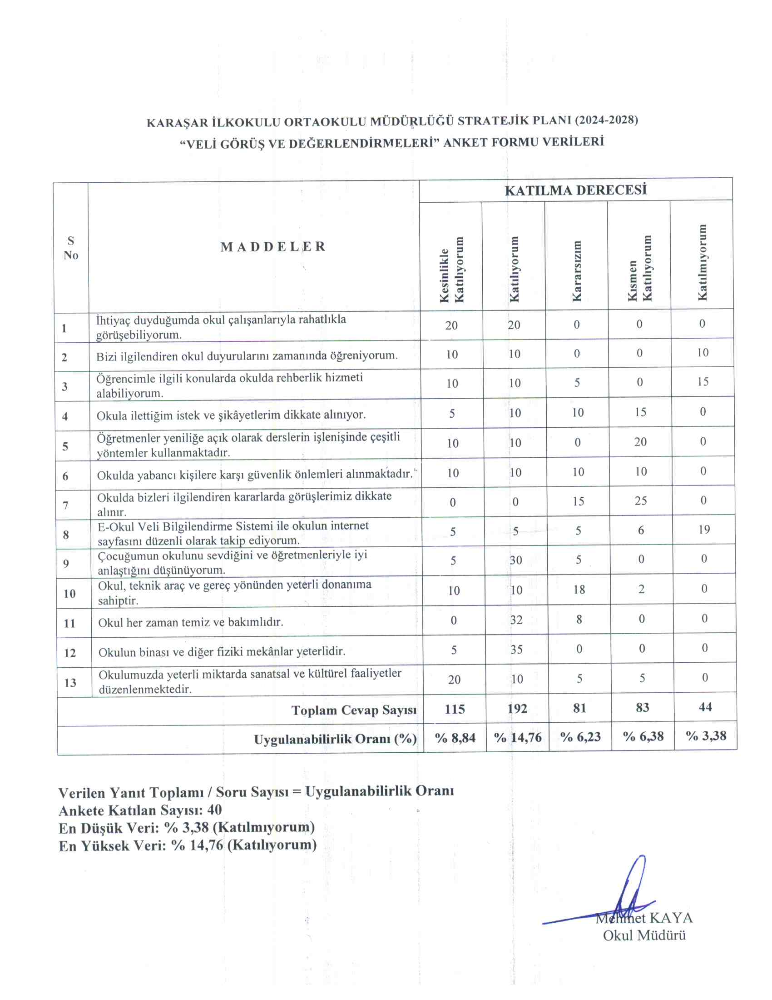 KARAŞAR İLKOKULU ORTAOKULU MÜDÜRLÜĞÜ STRATEJİK PLANI (2024-2028)
“VELİ GÖRÜŞ VE DEĞERLENDİRMELERİ” ANKET FORMU VERİLERİ
KATILMA DERECESİ
S
No
M A D D E L E R
Kesinlikle
Katılıyorum
Katılıyorum
Kararsızım
Kısmen
Katılıyorum
Katılmıyorum
1 İhtiyaç duyduğumda okul çalışanlarıyla rahatlıkla
görüşebiliyorum. 20 20 0 0 0
2 Bizi ilgilendiren okul duyurularını zamanında öğreniyorum. 10 10 0 0 10
3 Öğrencimle ilgili konularda okulda rehberlik hizmeti
alabiliyorum. 10 10 5 0 15
4 Okula ilettiğim istek ve şikâyetlerim dikkate alınıyor. 5 10 10 15 0
5 Öğretmenler yeniliğe açık olarak derslerin işlenişinde çeşitli
yöntemler kullanmaktadır. 10 10 0 20 0
6 Okulda yabancı kişilere karşı güvenlik önlemleri alınmaktadır. 10 10 10 10 0
7 Okulda bizleri ilgilendiren kararlarda görüşlerimiz dikkate
alınır. 0 0 15 25 0
8 E-Okul Veli Bilgilendirme Sistemi ile okulun internet
sayfasını düzenli olarak takip ediyorum. 5 5 5 6 19
9 Çocuğumun okulunu sevdiğini ve öğretmenleriyle iyi
anlaştığını düşünüyorum. 5 30 5 0 0
10 Okul, teknik araç ve gereç yönünden yeterli donanıma
sahiptir. 10 10 18 2 0
11 Okul her zaman temiz ve bakımlıdır. 0 32 8 0 0
12 Okulun binası ve diğer fiziki mekânlar yeterlidir. 5 35 0 0 0
13 Okulumuzda yeterli miktarda sanatsal ve kültürel faaliyetler
düzenlenmektedir. 20 10 5 5 0
Toplam Cevap Sayısı 115 192 81 83 44
Uygulanabilirlik Oranı (%) % 8,84 % 14,76 % 6,23 % 6,38 % 3,38
Verilen Yanıt Toplamı / Soru Sayısı = Uygulanabilirlik Oranı
Ankete Katılan Sayısı: 40
En Düşük Veri: % 3,38 (Katılmıyorum)
En Yüksek Veri: % 14,76 (Katılıyorum)
Mehmet KAYA
Okul Müdürü